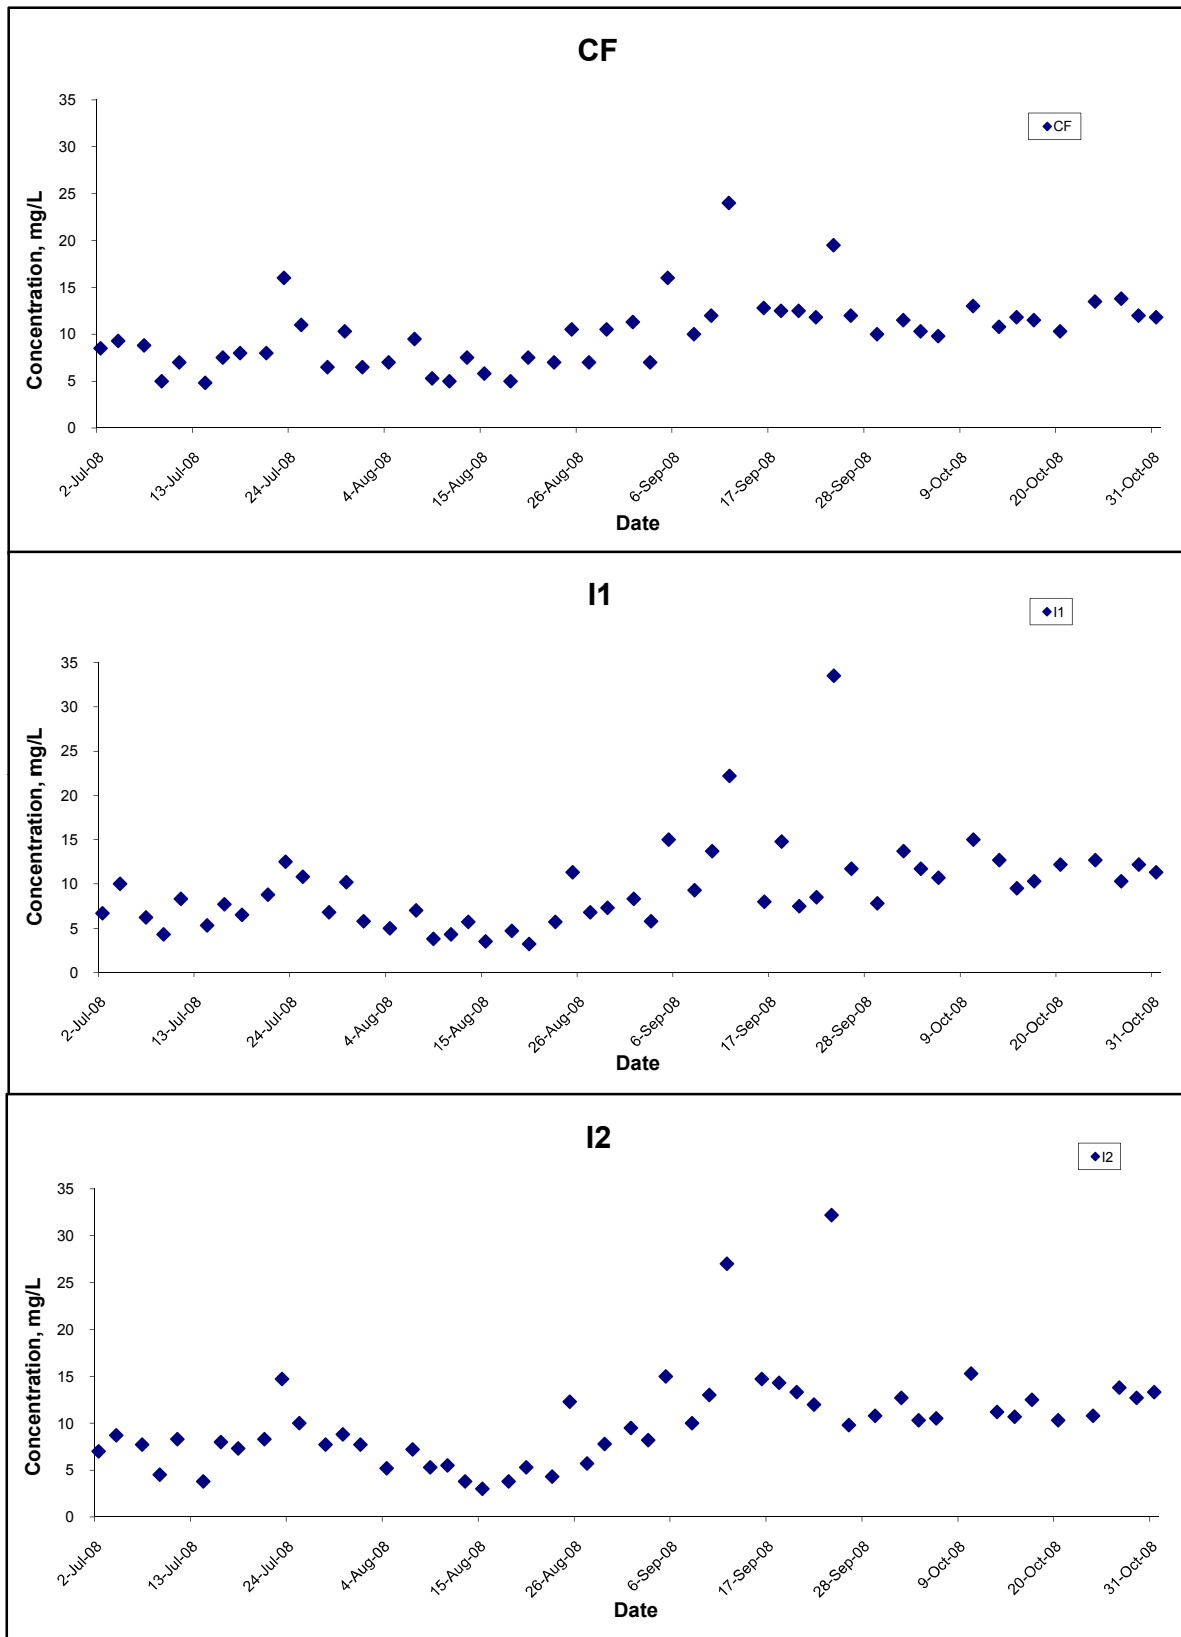 CF
CF
35
30
25
20
15
10
5
0
Concentration, mg/L
2-Jul-08
13-Jul-08
24-Jul-08
4-Aug-08
15-Aug-08
26-Aug-08
6-Sep-08
17-Sep-08
28-Sep-08
9-Oct-08
20-Oct-08
31-Oct-08
Date
I1
I1
35
30
25
20
15
10
5
0
Concentration, mg/L
2-Jul-08
13-Jul-08
24-Jul-08
4-Aug-08
15-Aug-08
26-Aug-08
6-Sep-08
17-Sep-08
28-Sep-08
9-Oct-08
20-Oct-08
31-Oct-08
Date
I2
I2
35
30
25
20
15
10
5
0
Concentration, mg/L
2-Jul-08
13-Jul-08
24-Jul-08
4-Aug-08
15-Aug-08
26-Aug-08
6-Sep-08
17-Sep-08
28-Sep-08
9-Oct-08
20-Oct-08
31-Oct-08
Date